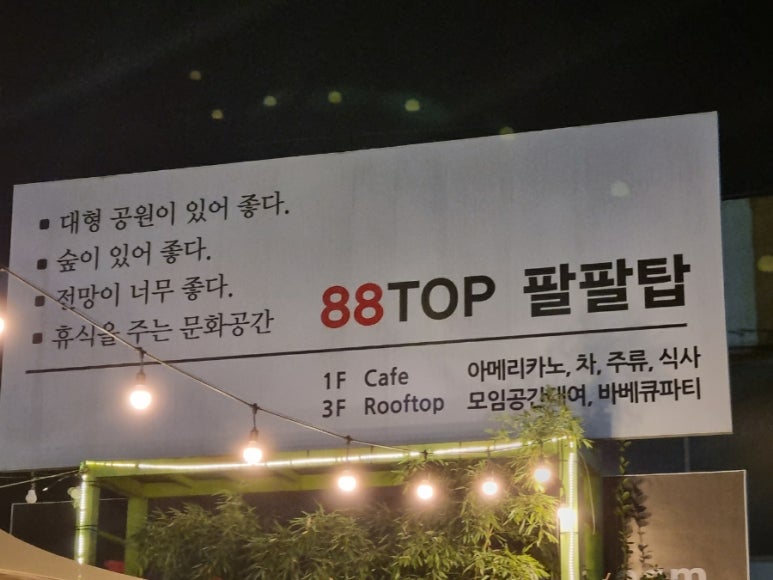 ▪ 대형 공원이 있어 좋다.
▪ 숲이 있어 좋다.
▪ 전망이 너무 좋다.
▪ 휴식을 주는 문화공간
88TOP 팔팔탑
1F Cafe 아메리카노, 차, 주류, 식사
3F Rooftop 모임공간대여, 바베큐파티